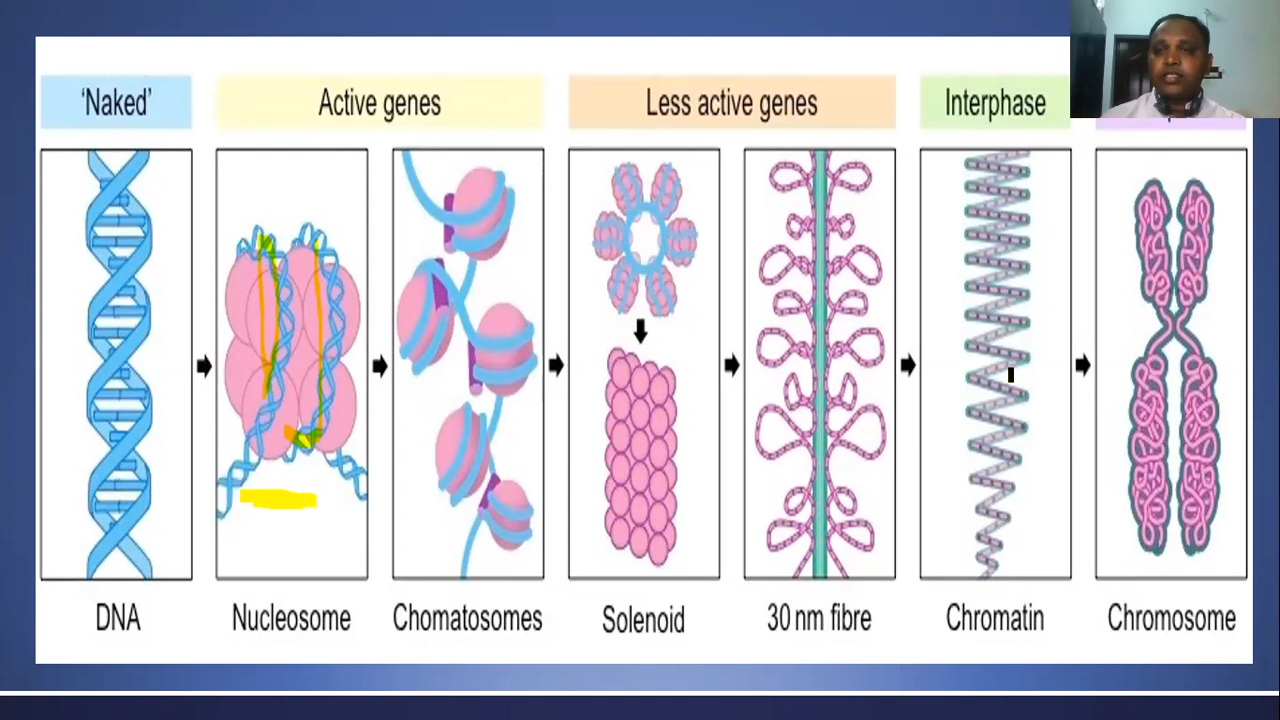 ‘Naked’
Active genes
Less active genes
Interphase
DNA
Nucleosome
Chomatosomes
Solenoid
30 nm fibre
Chromatin
Chromosome